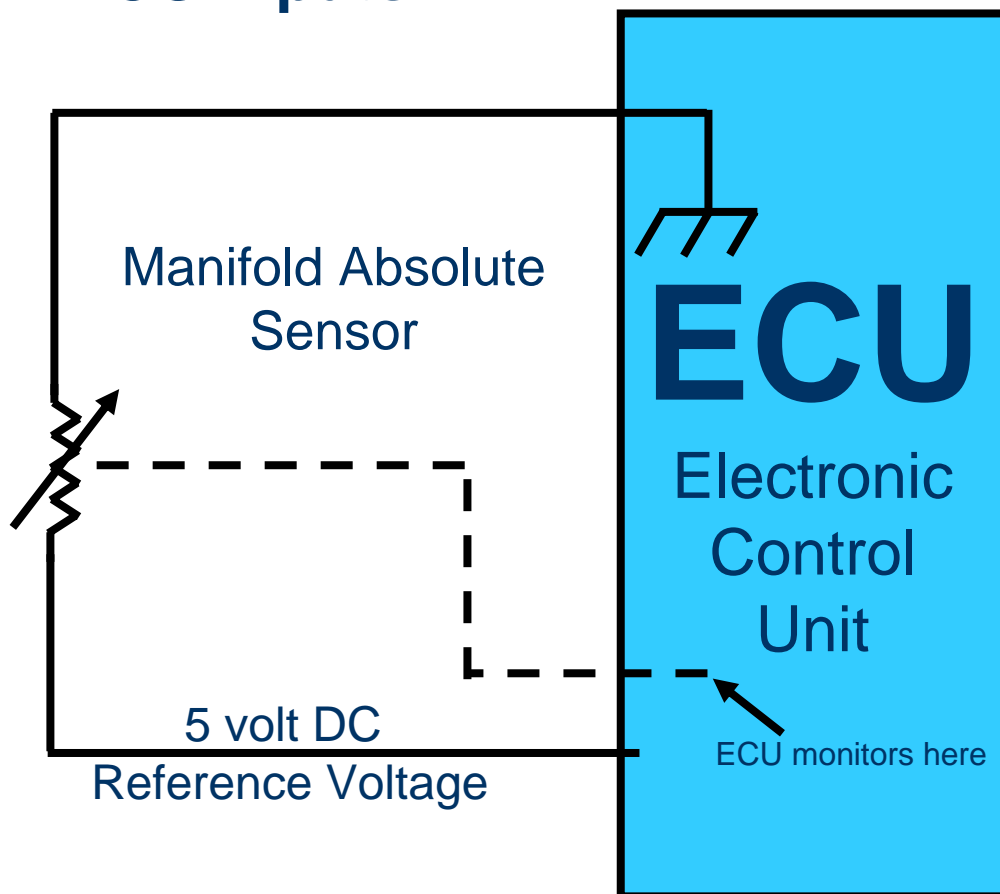 Manifold Absolute
Sensor
ECU
Electronic
Control
Unit
5 volt DC
Reference Voltage
ECU monitors here